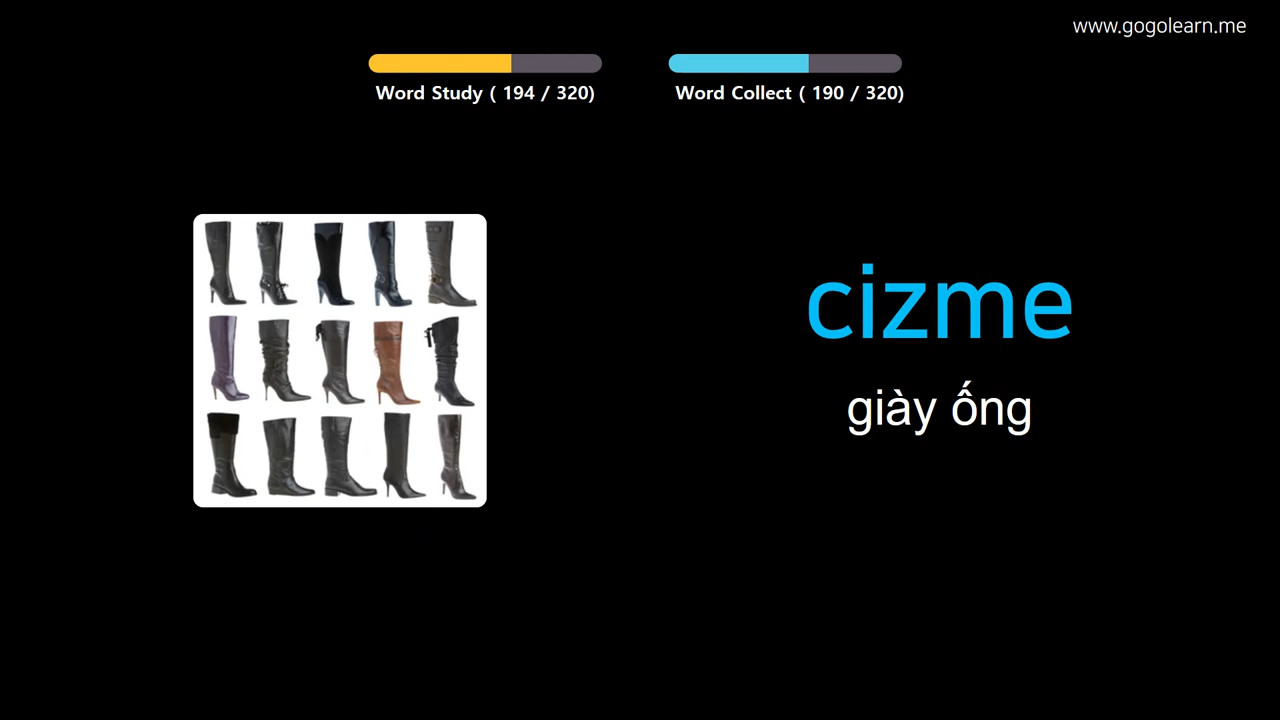 www.gogolearn.me
Word Study ( 194 / 320)
Word Collect ( 190 / 320)
cizme
giày ống